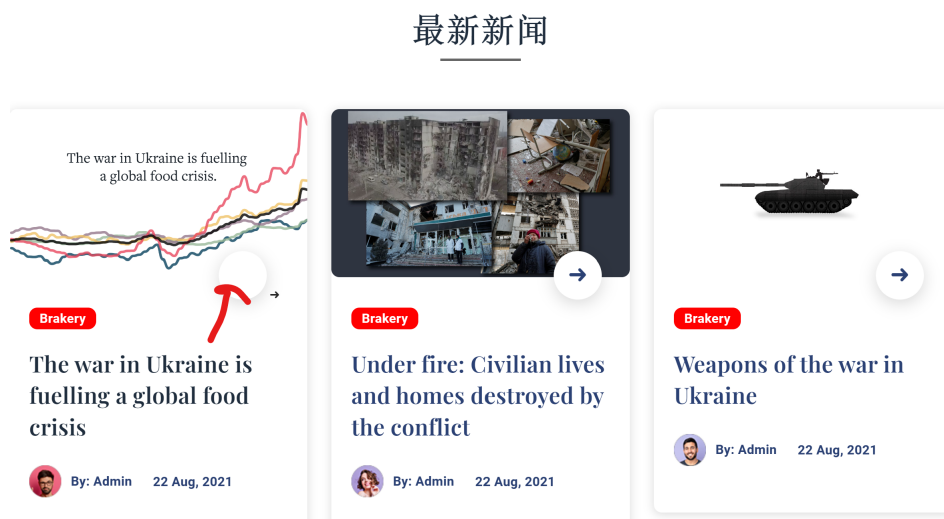 最新新闻
The war in Ukraine is fuelling
a global food crisis.
Brakery
The war in Ukraine is
fuelling a global food
crisis
By: Admin 22 Aug, 2021
Brakery
Under fire: Civilian lives
and homes destroyed by
the conflict
By: Admin 22 Aug, 2021
Brakery
Weapons of the war in
Ukraine
By: Admin 22 Aug, 2021